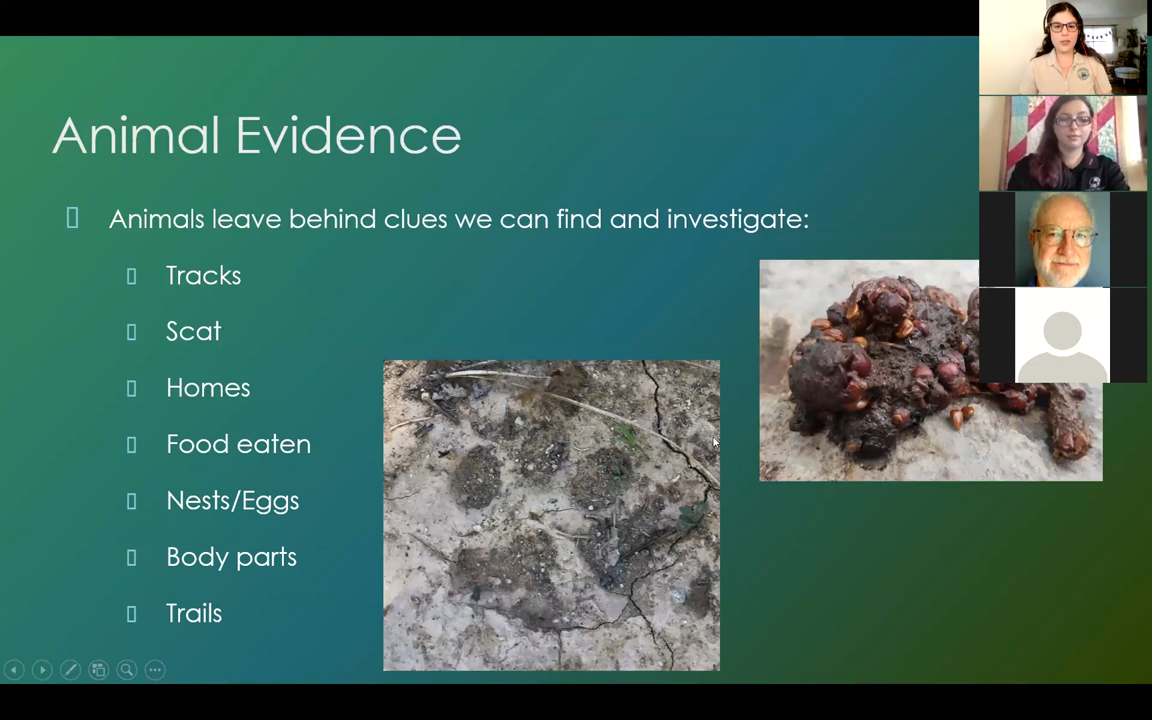 Animal Evidence
Animals leave behind clues we can find and investigate:
Tracks
Scat
Homes
Food eaten
Nests/Eggs
Body parts
Trails